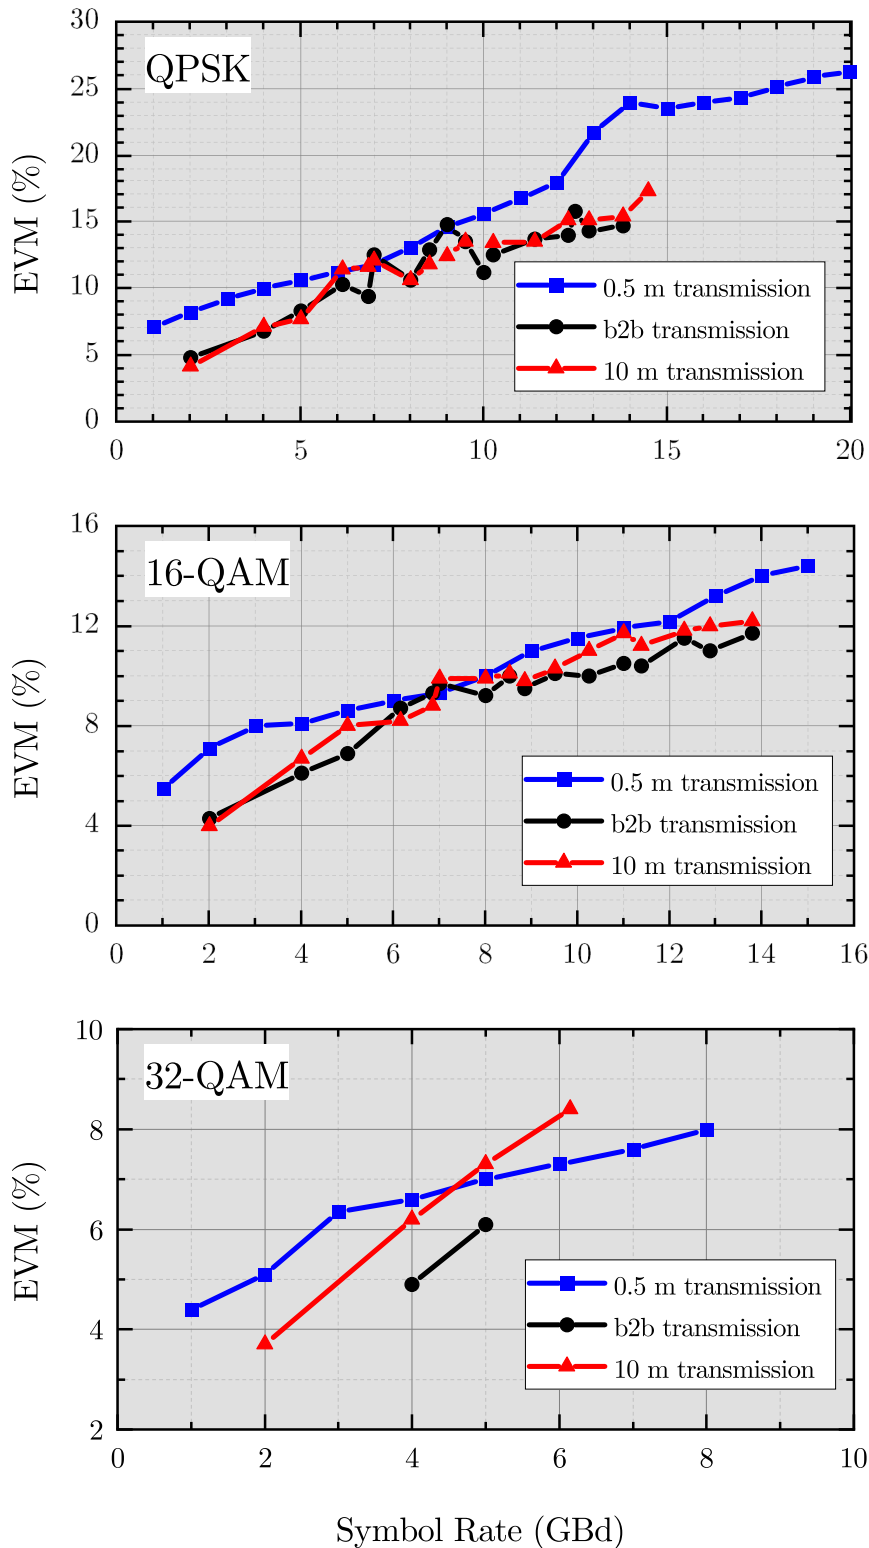 30
QPSK
25
20
EVM (%)
15
10
0.5 m transmission
b2b transmission
5
10 m transmission
0
0 5 10 15 20
16
16-QAM
12
EVM (%)
8
0.5 m transmission
b2b transmission
4
10 m transmission
0
0 2 4 6 8 10 12 14 16
10
32-QAM
8
EVM (%)
6
0.5 m transmission
b2b transmission
4
10 m transmission
2
0 2 4 6 8 10
Symbol Rate (GBd)